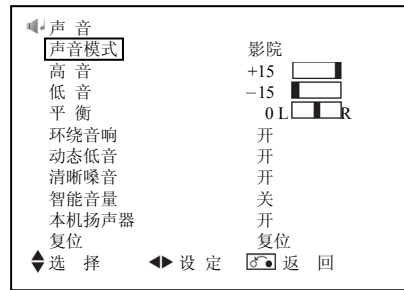 声 音
声音模式 影院
高 音 +15
低 音 −15
平 衡 0 L R
环绕音响 开
动态低音 开
清晰嗓音 开
智能音量 关
本机扬声器 开
复位 复位
选 择 设 定 返 回